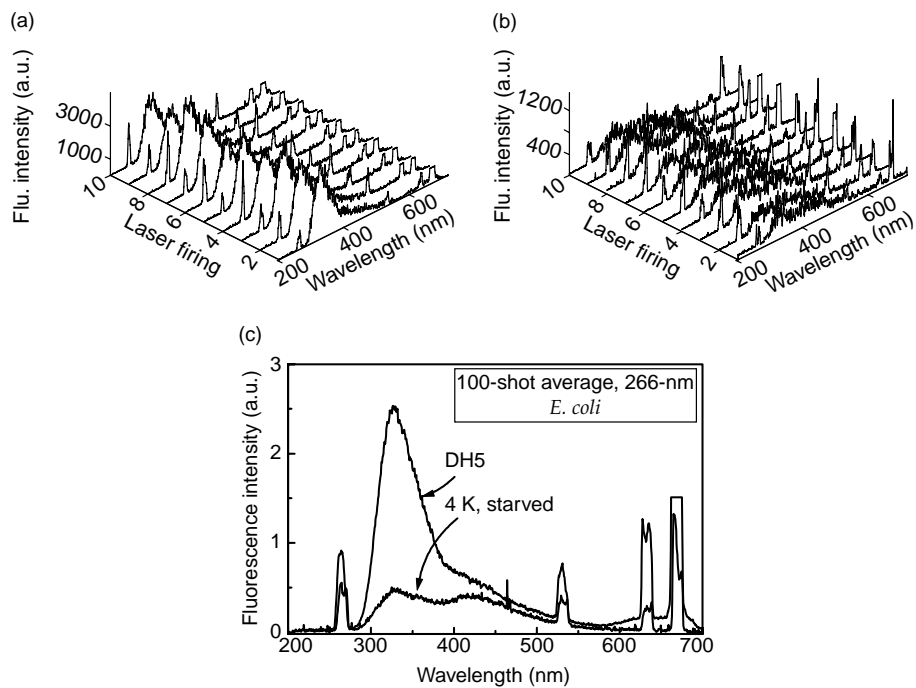 (a)
Flu. intensity (a.u.)
3000
1000
10
8
6
4
2
Laser firing
200
400
600
Wavelength (nm)
(b)
Flu. intensity (a.u.)
1200
400
10
8
6
4
2
Laser firing
200
400
600
Wavelength (nm)
(c)
Fluorescence intensity (a.u.)
3
2
1
0
100-shot average, 266-nm
E. coli
DH5
4 K, starved
200 300 400 500 600 700
Wavelength (nm)